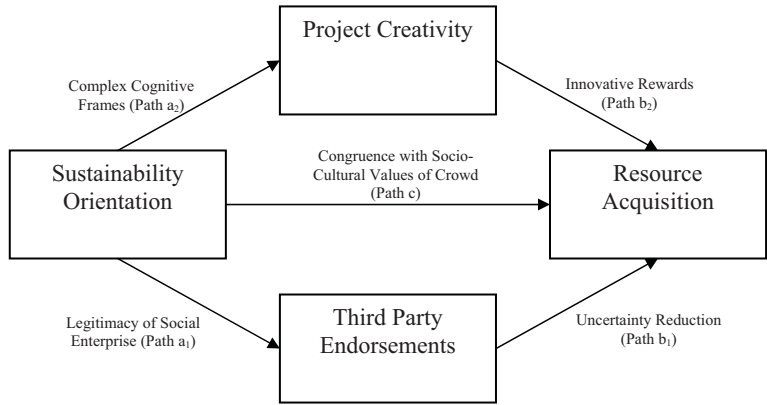 Project Creativity
Complex Cognitive
Frames (Path a₂)
Innovative Rewards
(Path b₂)
Sustainability
Orientation
Congruence with Socio-
Cultural Values of Crowd
(Path c)
Resource
Acquisition
Legitimacy of Social
Enterprise (Path a₁)
Third Party
Endorsements
Uncertainty Reduction
(Path b₁)